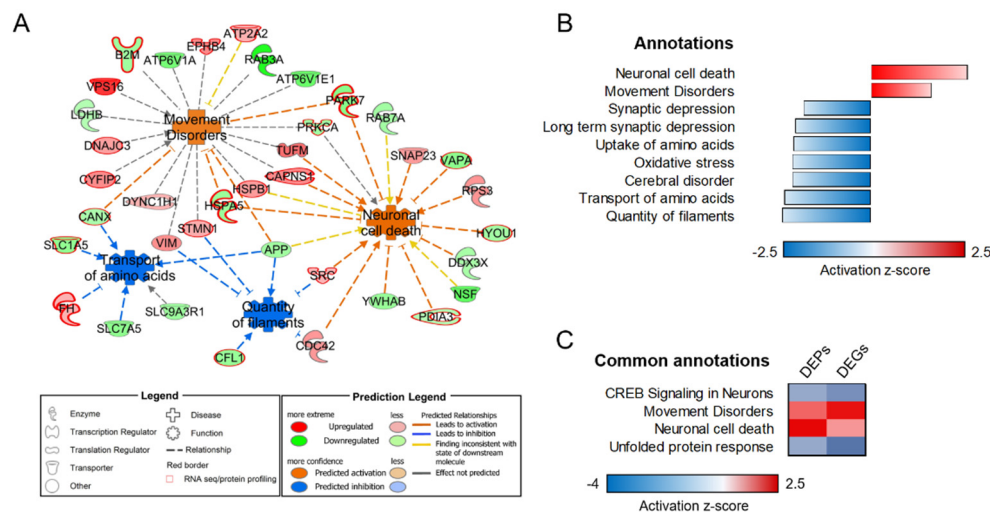 A
B2M
ATP6V1A
EPHB4
ATP2A2
RAB3A
ATP6V1E1
VPS16
PARK7
LDHB
Movement
Disorders
PRKCA
RAB7A
DNAJC3
TUFM
SNAP23
VAPA
CYFIP2
CAPNS1
HSPB1
RPS3
DYNC1H1
HSPA5
Neuronal
cell death
CANX
STMN1
HYOU1
SLC1A5
VIM
APP
DDX3X
Transport
of amino acids
SRC
NSF
FH
SLC9A3R1
Quantity
of filaments
YWHAB
PDIA3
SLC7A5
CDC42
CFL1
Legend
Enzyme
Transcription Regulator
Translation Regulator
Transporter
Other
Disease
Function
Relationship
Red border
RNA seq/protein profiling
Prediction Legend
more extreme
less
Upregulated
Downregulated
more confidence
less
Predicted activation
Predicted inhibition
Predicted Relationships
Leads to activation
Leads to inhibition
Finding inconsistent with
state of downstream
molecule
Effect not predicted
B
Annotations
Neuronal cell death
Movement Disorders
Synaptic depression
Long term synaptic depression
Uptake of amino acids
Oxidative stress
Cerebral disorder
Transport of amino acids
Quantity of filaments
-2.5
2.5
Activation z-score
C
Common annotations
DEPs
DEGs
CREB Signaling in Neurons
Movement Disorders
Neuronal cell death
Unfolded protein response
-4
2.5
Activation z-score